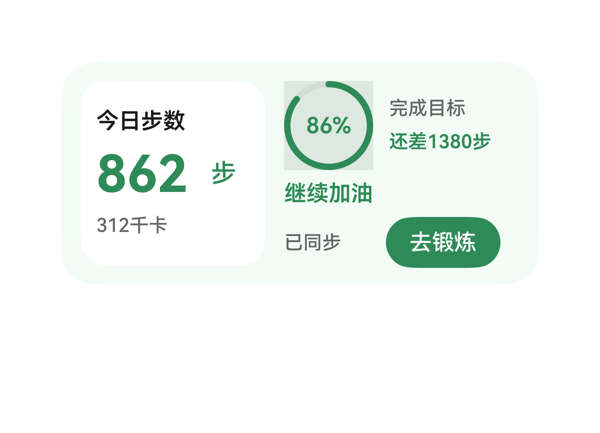 今日步数
862 步
312千卡
86%
继续加油
完成目标
还差1380步
已同步
去锻炼